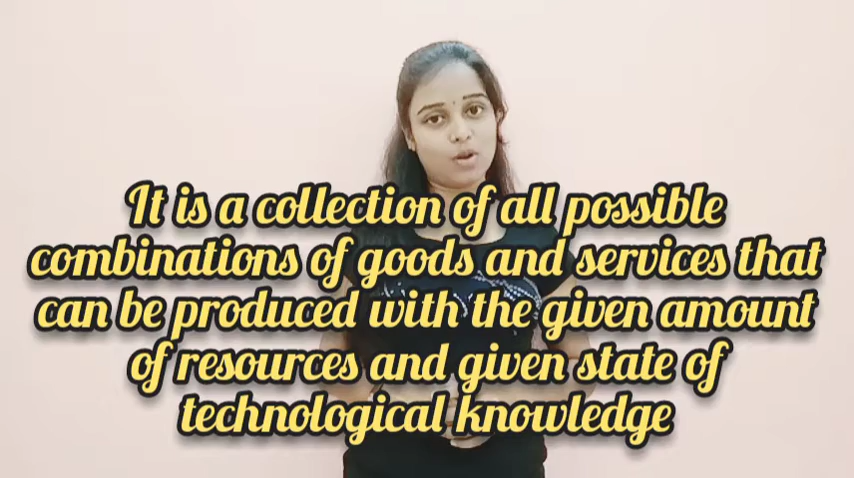 It is a collection of all possible
combinations of goods and services that
can be produced with the given amount
of resources and given state of
technological knowledge